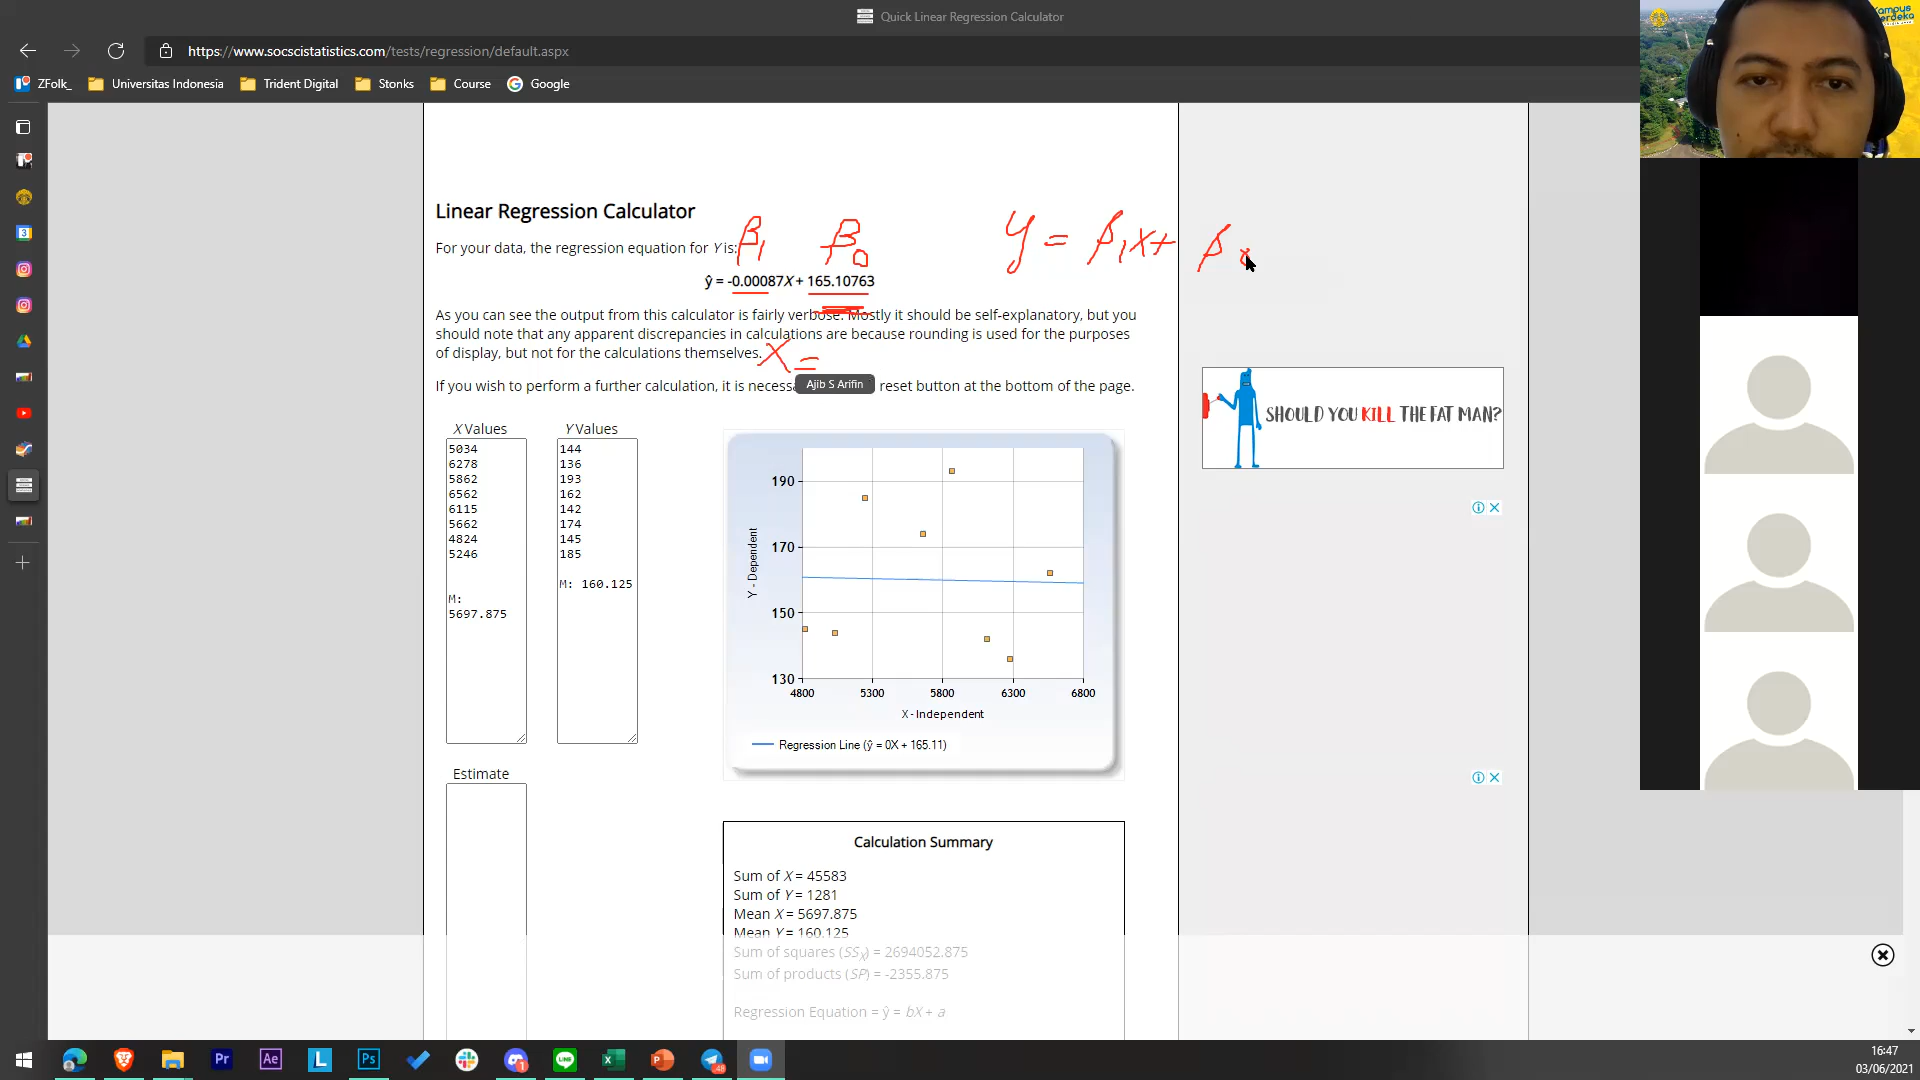 Quick Linear Regression Calculator
https://www.socscistatistics.com/tests/regression/default.aspx
ZFolk_ Universitas Indonesia Trident Digital Stonks Course Google
Kampus
Merdeka
Linear Regression Calculator
β1 β0 y = β1x + β
For your data, the regression equation for Y is:
ŷ = -0.00087X + 165.10763
As you can see the output from this calculator is fairly verbose. Mostly it should be self-explanatory, but you
should note that any apparent discrepancies in calculations are because rounding is used for the purposes
of display, but not for the calculations themselves.
X =
If you wish to perform a further calculation, it is necessa reset button at the bottom of the page.
Ajib S Arifin
SHOULD YOU KILL THE FAT MAN?
X Values Y Values
5034 144
6278 136
5862 193
6562 162
6115 142
5662 174
4824 145
5246 185
M: 160.125
M:
5697.875
190
170
150
130
4800 5300 5800 6300 6800
Y - Dependent
X - Independent
Regression Line (ŷ = 0X + 165.11)
Estimate
Calculation Summary
Sum of X = 45583
Sum of Y = 1281
Mean X = 5697.875
Mean Y = 160.125
Sum of squares (SSX) = 2694052.875
Sum of products (SP) = -2355.875
Regression Equation = ŷ = bX + a
16:47
03/06/2021